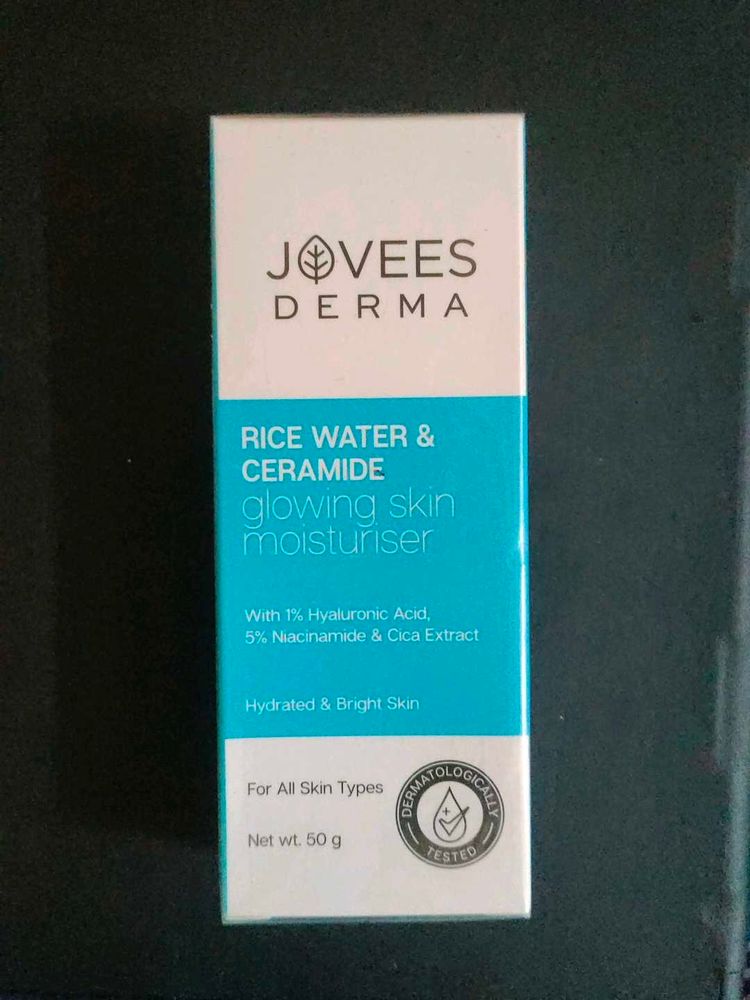 JOVEES
DERMA
RICE WATER &
CERAMIDE
glowing skin
moisturiser
With 1% Hyaluronic Acid,
5% Niacinamide & Cica Extract
Hydrated & Bright Skin
For All Skin Types
Net wt. 50 g
DERMATOLOGICALLY
TESTED